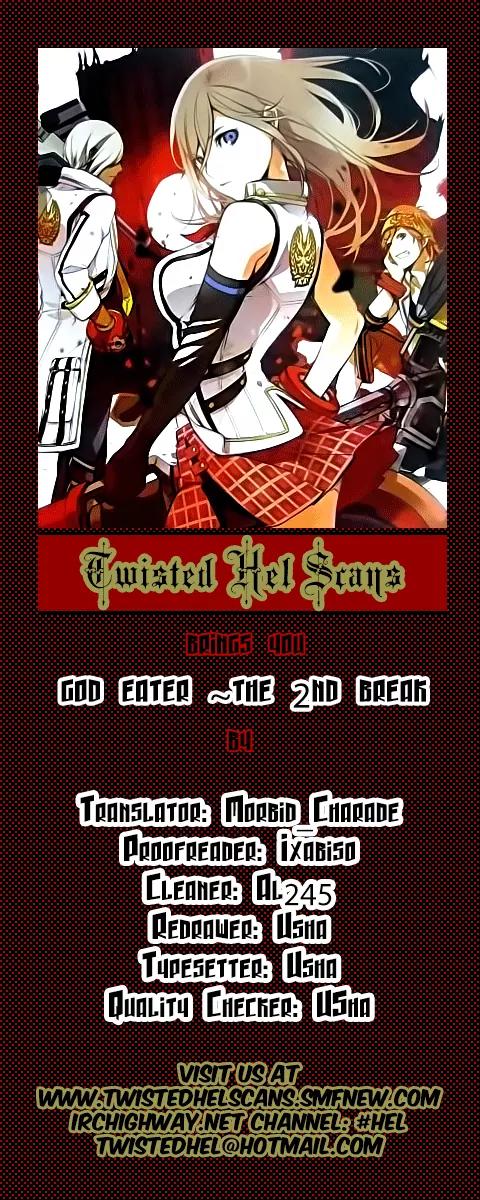 Twisted Hel Scans
BRINGS YOU
GOD EATER ~THE 2ND BREAK
BY
Translator: Morbid_Charade
Proofreader: Ixabiso
Cleaner: Al245
Redrawer: Usha
Typesetter: Usha
Quality Checker: USha
VISIT US AT
WWW.TWISTEDHELSCANS.SMFNEW.COM
IRCHIGHWAY.NET CHANNEL: #HEL
TWISTEDHEL@HOTMAIL.COM